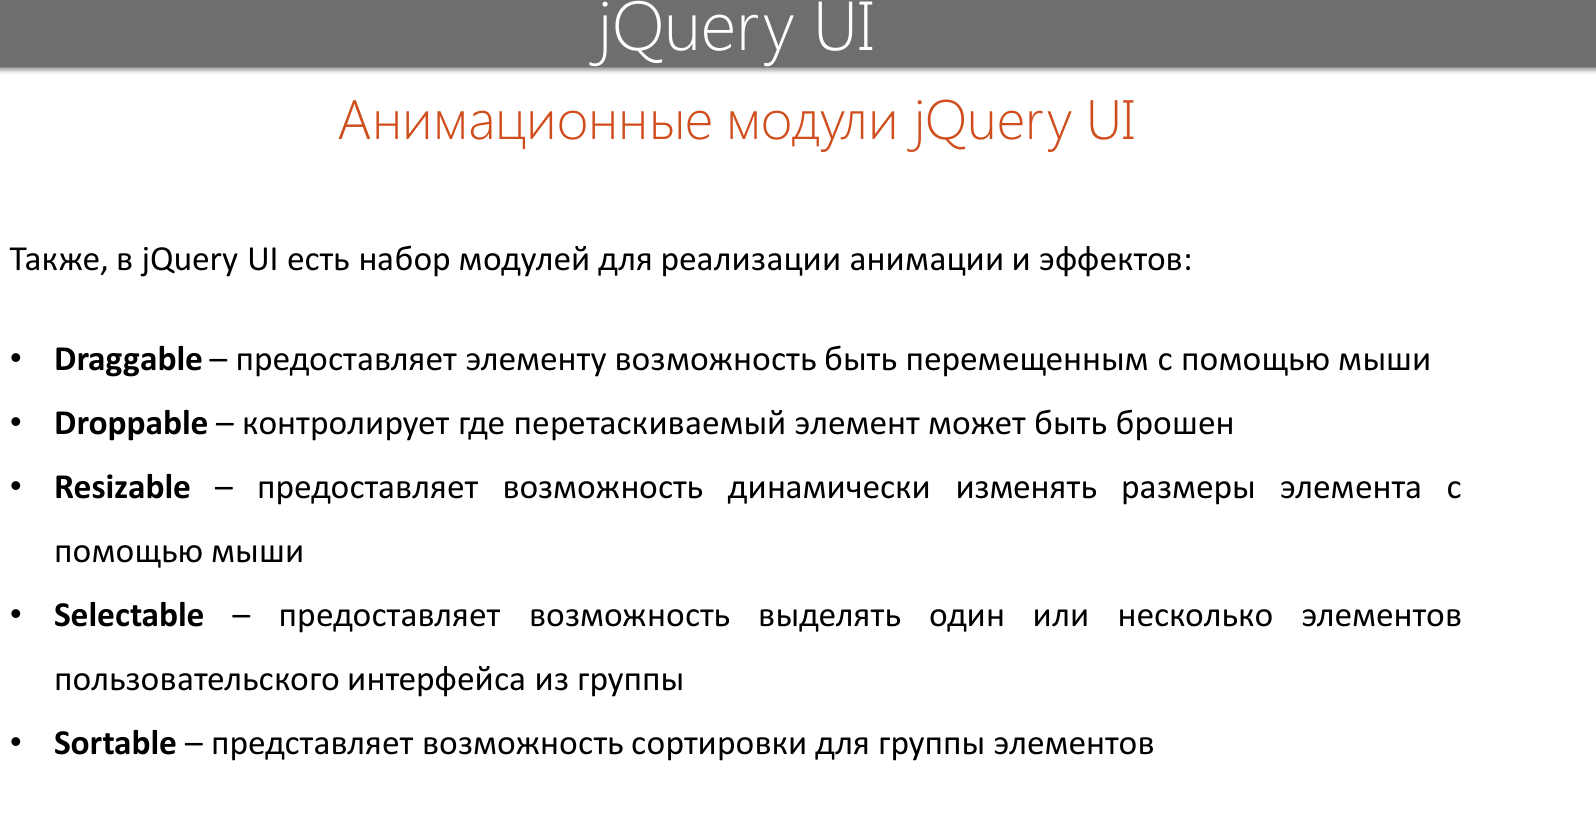 jQuery UI
Анимационные модули jQuery UI
Также, в jQuery UI есть набор модулей для реализации анимации и эффектов:
• Draggable – предоставляет элементу возможность быть перемещенным с помощью мыши
• Droppable – контролирует где перетаскиваемый элемент может быть брошен
• Resizable – предоставляет возможность динамически изменять размеры элемента с
помощью мыши
• Selectable – предоставляет возможность выделять один или несколько элементов
пользовательского интерфейса из группы
• Sortable – представляет возможность сортировки для группы элементов